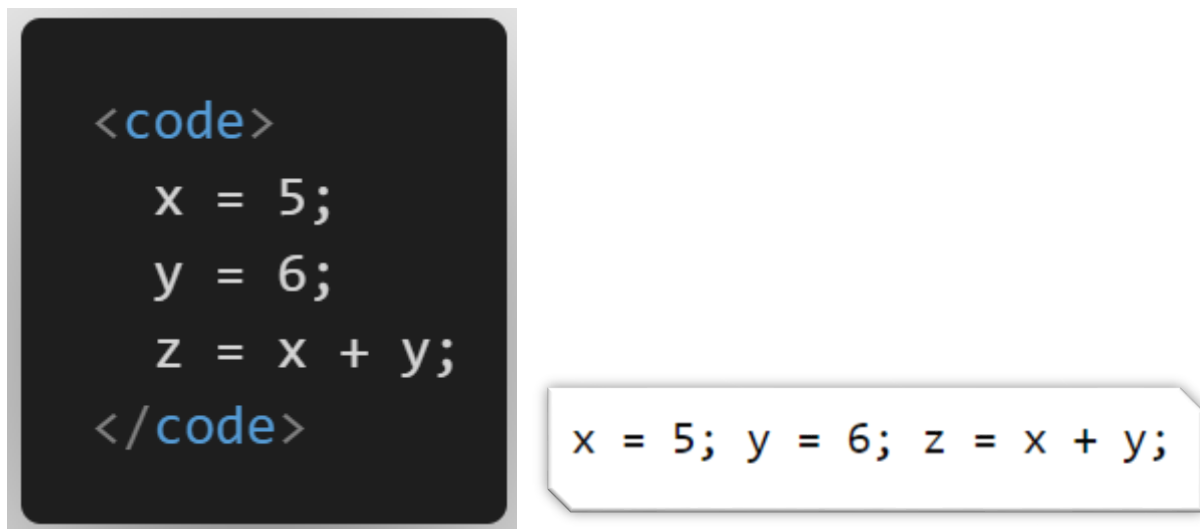 <code>
x = 5;
y = 6;
z = x + y;
</code>
x = 5; y = 6; z = x + y;